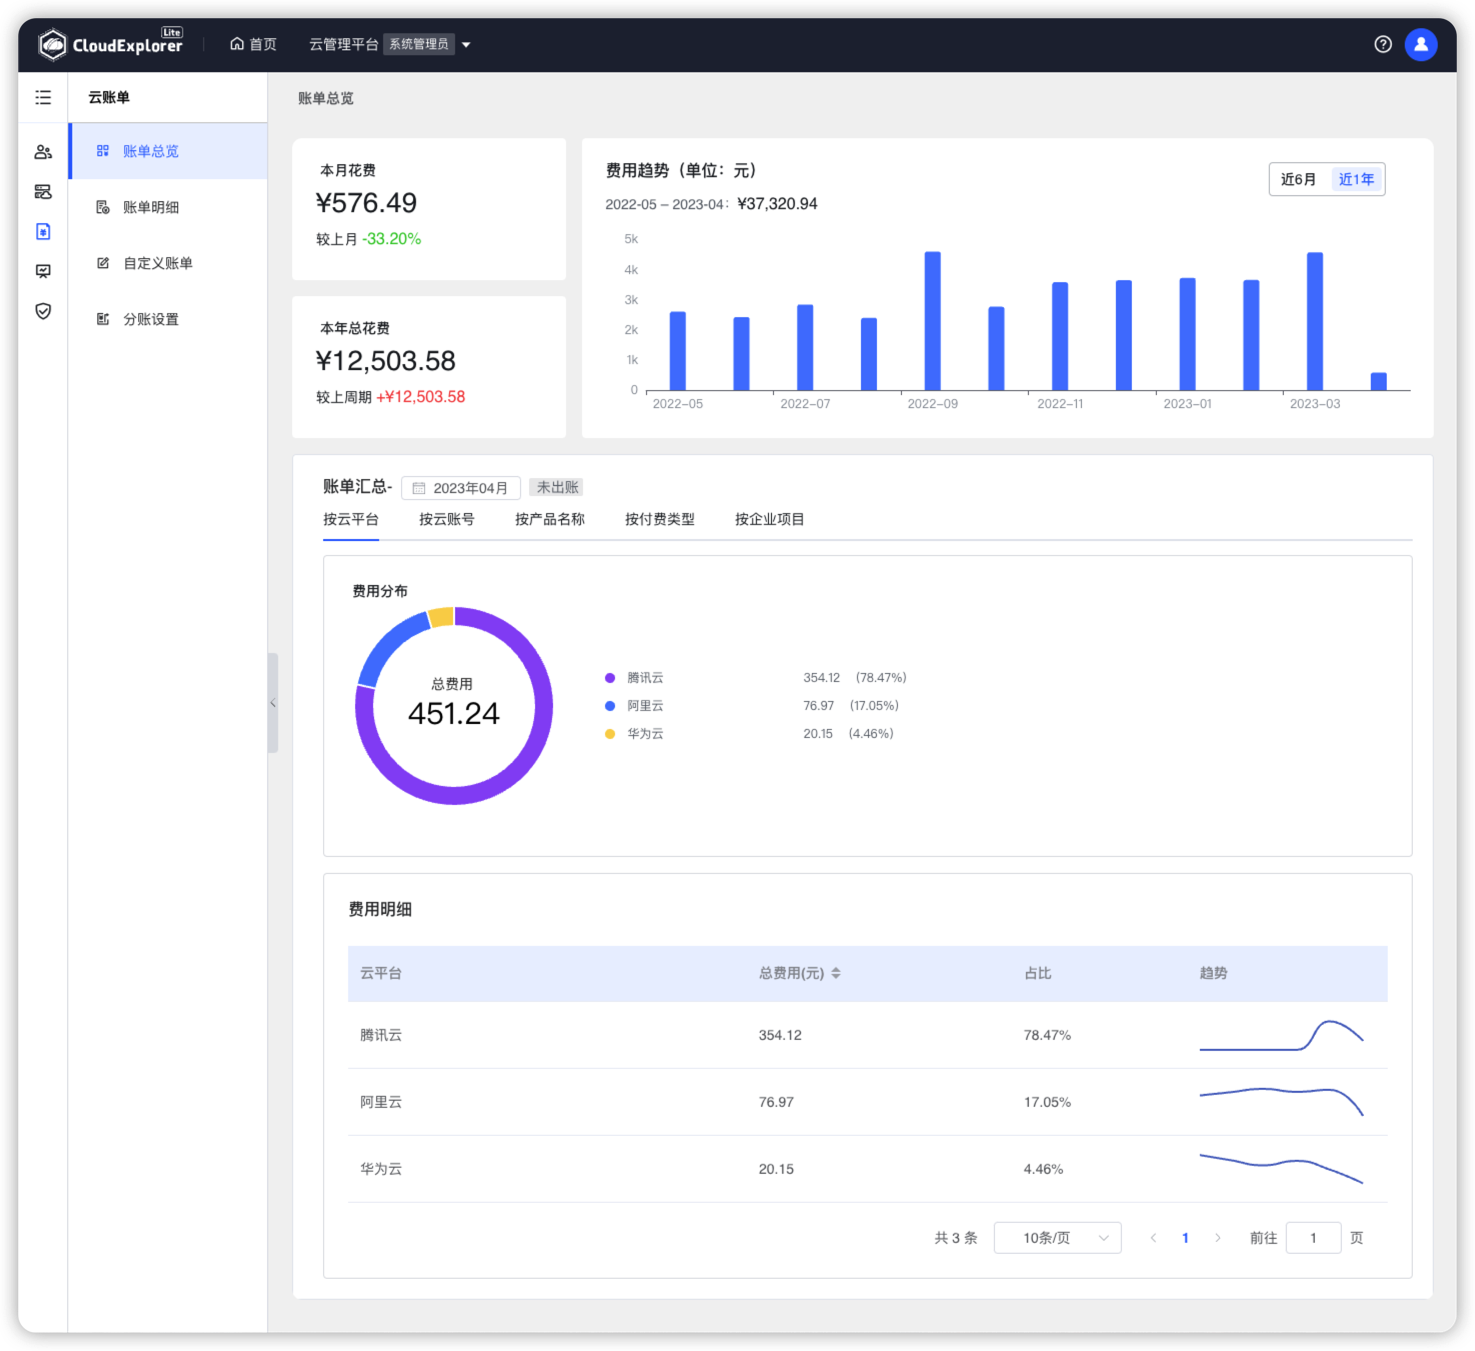 CloudExplorer Lite
首页
云管理平台 系统管理员
云账单
账单总览
账单明细
自定义账单
分账设置
账单总览
本月花费
¥576.49
较上月 -33.20%
本年总花费
¥12,503.58
较上周期 +¥12,503.58
费用趋势（单位：元）
近6月 近1年
2022-05 – 2023-04： ¥37,320.94
5k
4k
3k
2k
1k
0
2022-05 2022-07 2022-09 2022-11 2023-01 2023-03
账单汇总- 2023年04月 未出账
按云平台 按云账号 按产品名称 按付费类型 按企业项目
费用分布
总费用
451.24
腾讯云 354.12 (78.47%)
阿里云 76.97 (17.05%)
华为云 20.15 (4.46%)
费用明细
云平台 总费用(元) 占比 趋势
腾讯云 354.12 78.47%
阿里云 76.97 17.05%
华为云 20.15 4.46%
共 3 条 10条/页 1 前往 1 页